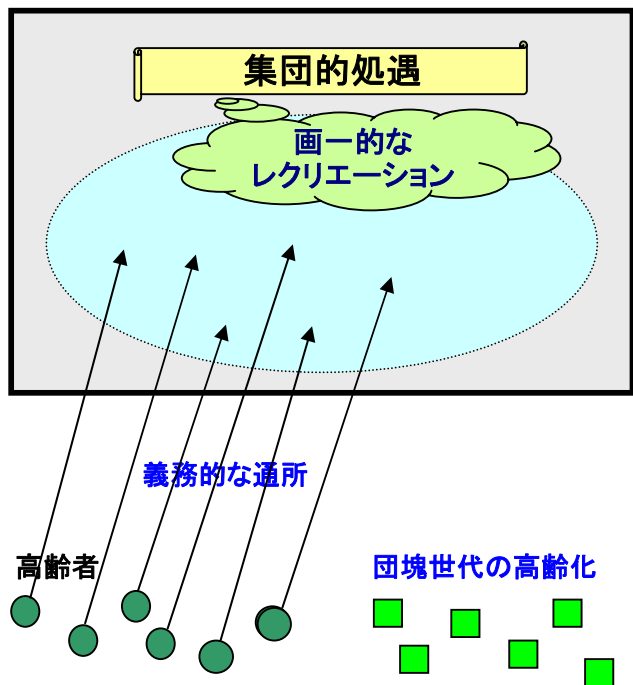 集団的処遇
画一的な
レクリエーション
義務的な通所
高齢者
団塊世代の高齢化